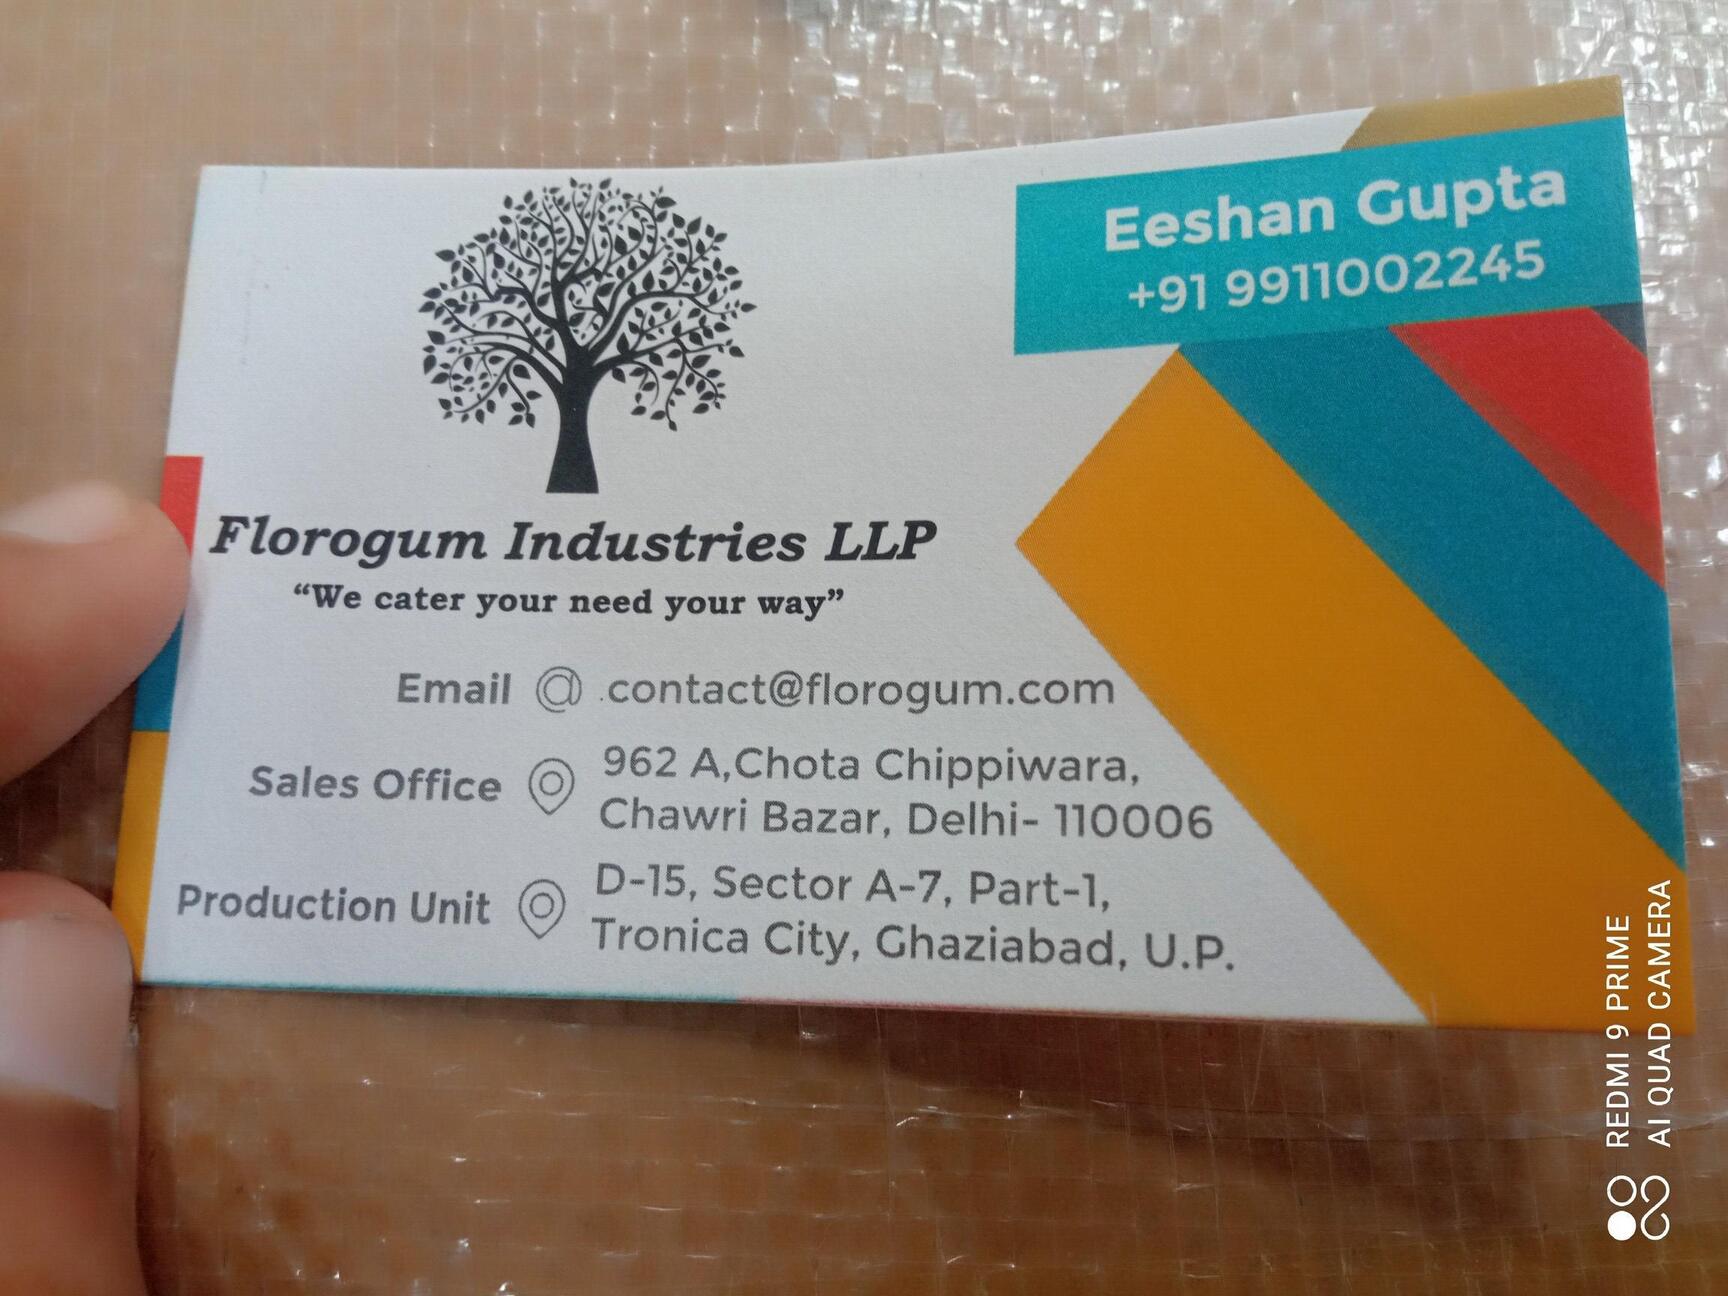 Eeshan Gupta
+91 9911002245
Florogum Industries LLP
“We cater your need your way”
Email @ contact@florogum.com
Sales Office 962 A,Chota Chippiwara,
Chawri Bazar, Delhi- 110006
Production Unit D-15, Sector A-7, Part-1,
Tronica City, Ghaziabad, U.P.
REDMI 9 PRIME
AI QUAD CAMERA